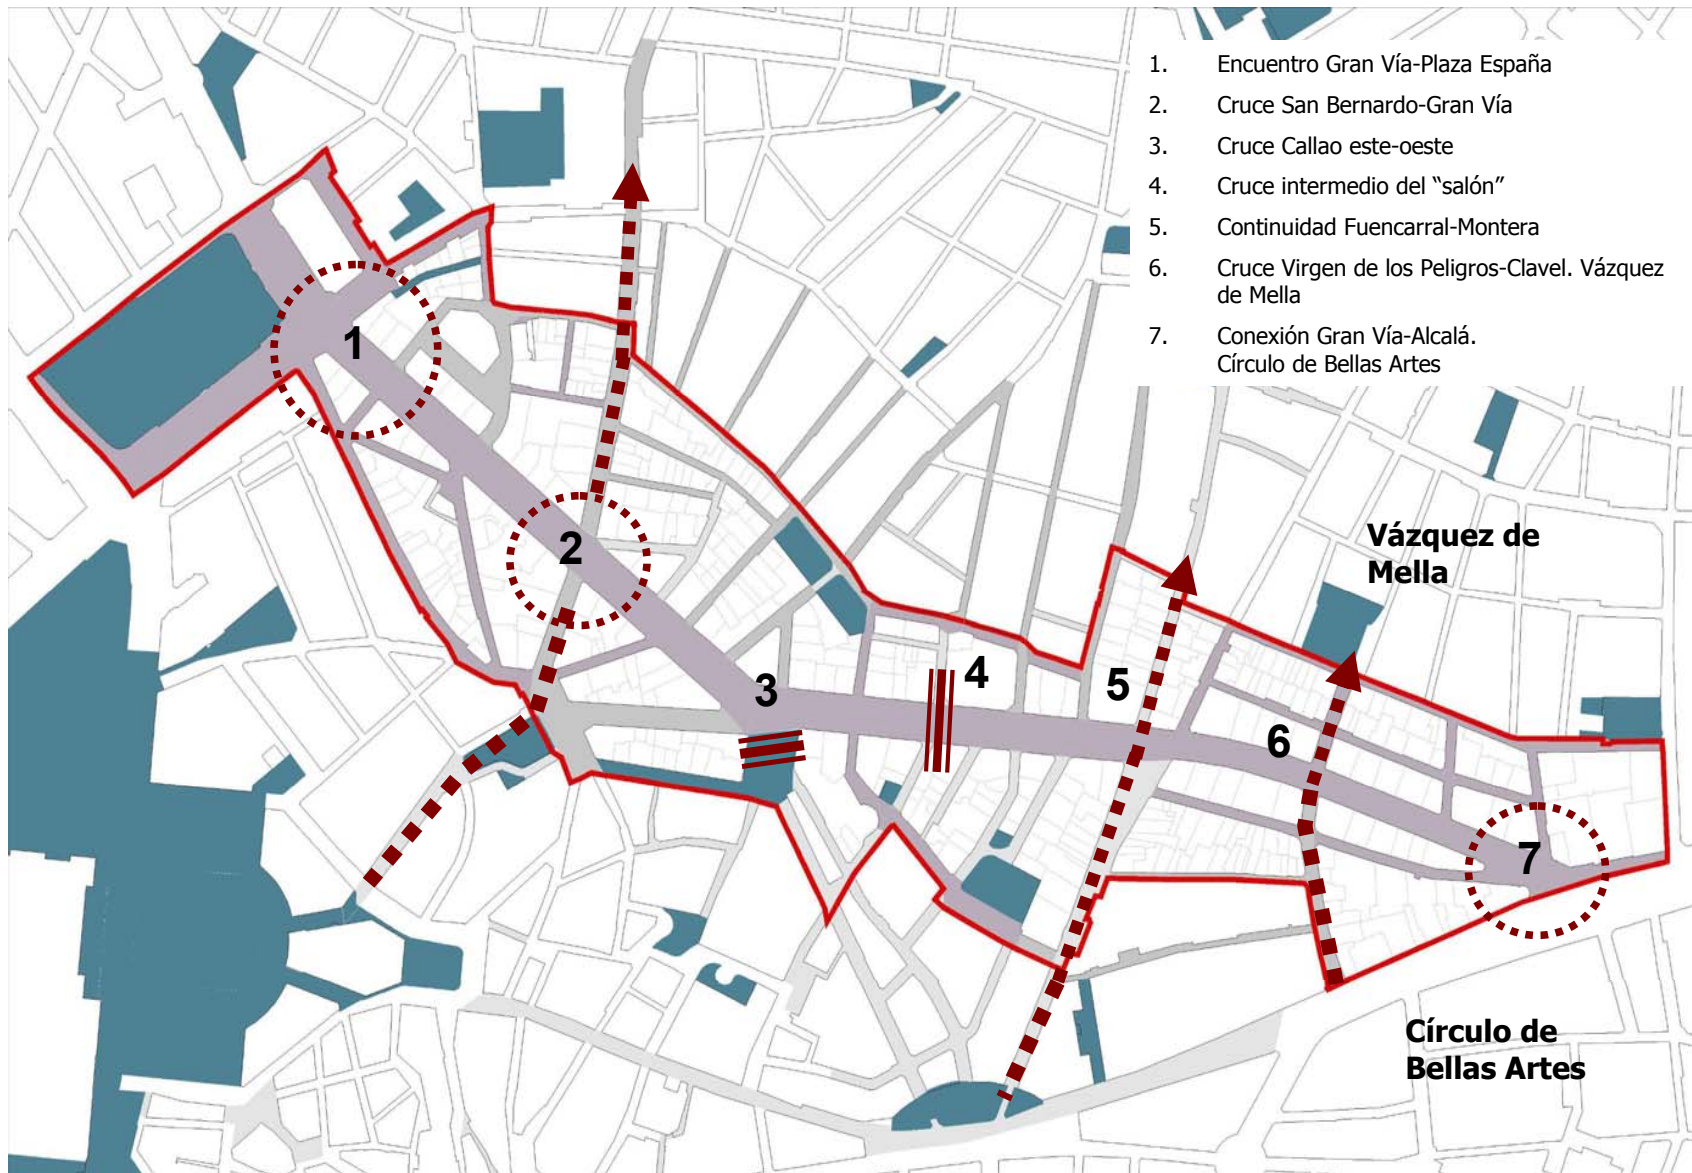 1. Encuentro Gran Vía-Plaza España
2. Cruce San Bernardo-Gran Vía
3. Cruce Callao este-oeste
4. Cruce intermedio del “salón”
5. Continuidad Fuencarral-Montera
6. Cruce Virgen de los Peligros-Clavel. Vázquez
de Mella
7. Conexión Gran Vía-Alcalá.
Círculo de Bellas Artes
1
2
3
4
5
6
7
Vázquez de
Mella
Círculo de
Bellas Artes